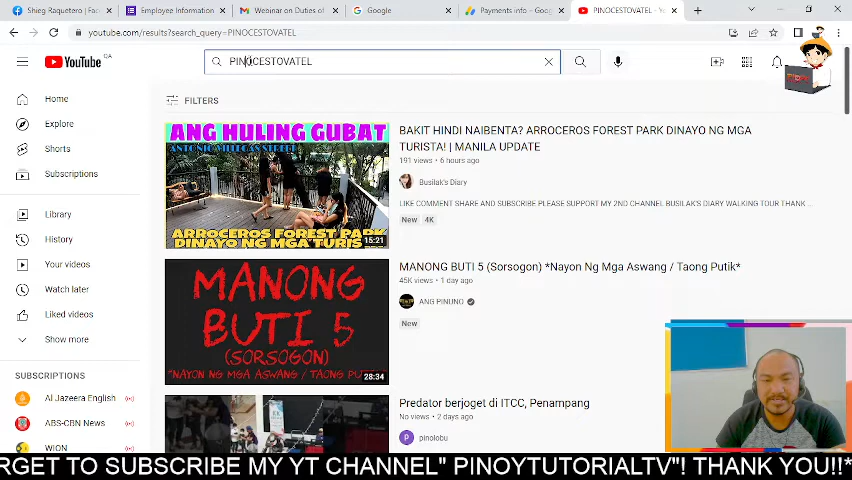 Shieg Raquetero | Fac
Employee Information
Webinar on Duties of
Google
Payments info – Goog
PINOCESTOVATEL - Yo
youtube.com/results?search_query=PINOCESTOVATEL
YouTube QA
PINOCESTOVATEL
FILTERS
Home
Explore
Shorts
Subscriptions
Library
History
Your videos
Watch later
Liked videos
Show more
SUBSCRIPTIONS
Al Jazeera English
ABS-CBN News
WION
ANG HULING GUBAT
ANTONIO VILLEGAS STREET
ARROCEROS FOREST PARK
DINAYO NG MGA TURIS
15:21
BAKIT HINDI NAIBENTA? ARROCEROS FOREST PARK DINAYO NG MGA
TURISTA! | MANILA UPDATE
191 views • 6 hours ago
Busilak's Diary
LIKE COMMENT SHARE AND SUBSCRIBE PLEASE SUPPORT MY 2ND CHANNEL BUSILAK'S DIARY WALKING TOUR THANK ...
New 4K
MANONG
BUTI 5
(SORSOGON)
*NAYON NG MGA ASWANG / TAONG PU
28:34
MANONG BUTI 5 (Sorsogon) *Nayon Ng Mga Aswang / Taong Putik*
45K views • 1 day ago
ANG PINUNO
New
Predator berjoget di ITCC, Penampang
No views • 2 days ago
pinolobu
RGET TO SUBSCRIBE MY YT CHANNEL" PINOYTUTORIALTV"! THANK YOU!!*